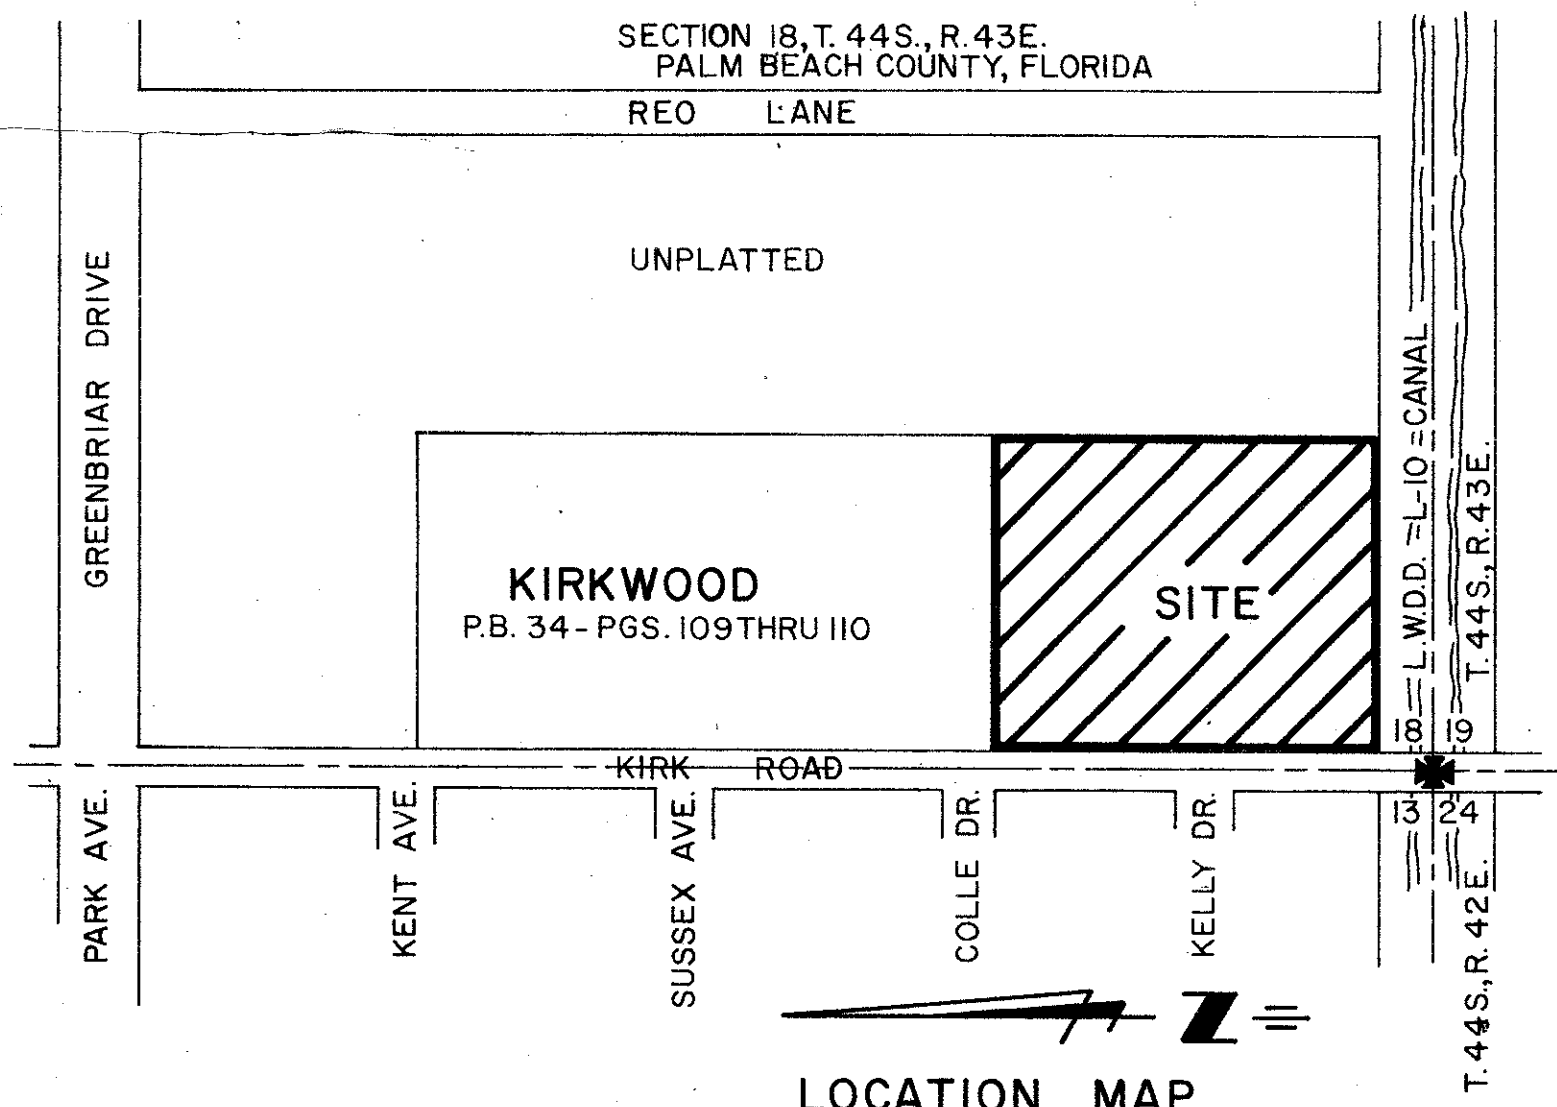 SECTION 18, T. 44S., R. 43E.
PALM BEACH COUNTY, FLORIDA
REO LANE
UNPLATTED
GREENBRIAR DRIVE
KIRKWOOD
P.B. 34 - PGS. 109 THRU 110
SITE
L.W.D.D. L-10 CANAL
T. 44S., R. 43E.
18 19
KIRK ROAD
13 24
PARK AVE.
KENT AVE.
SUSSEX AVE.
COLLE DR.
KELLY DR.
T. 44S., R. 42E.
N
LOCATION MAP